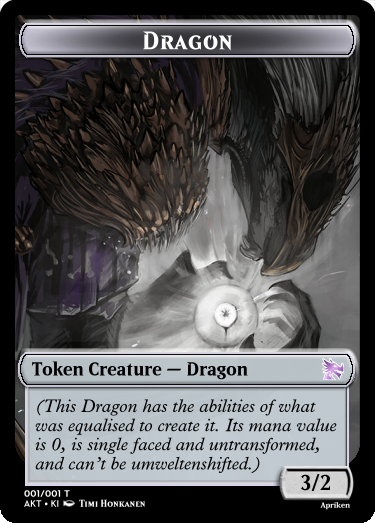 Dragon
Token Creature — Dragon
(This Dragon has the abilities of what
was equalised to create it. Its mana value
is 0, is single faced and untransformed,
and can't be umweltenshifted.)
3/2
001/001 T
AKT • KI Timi Honkanen
Apriken